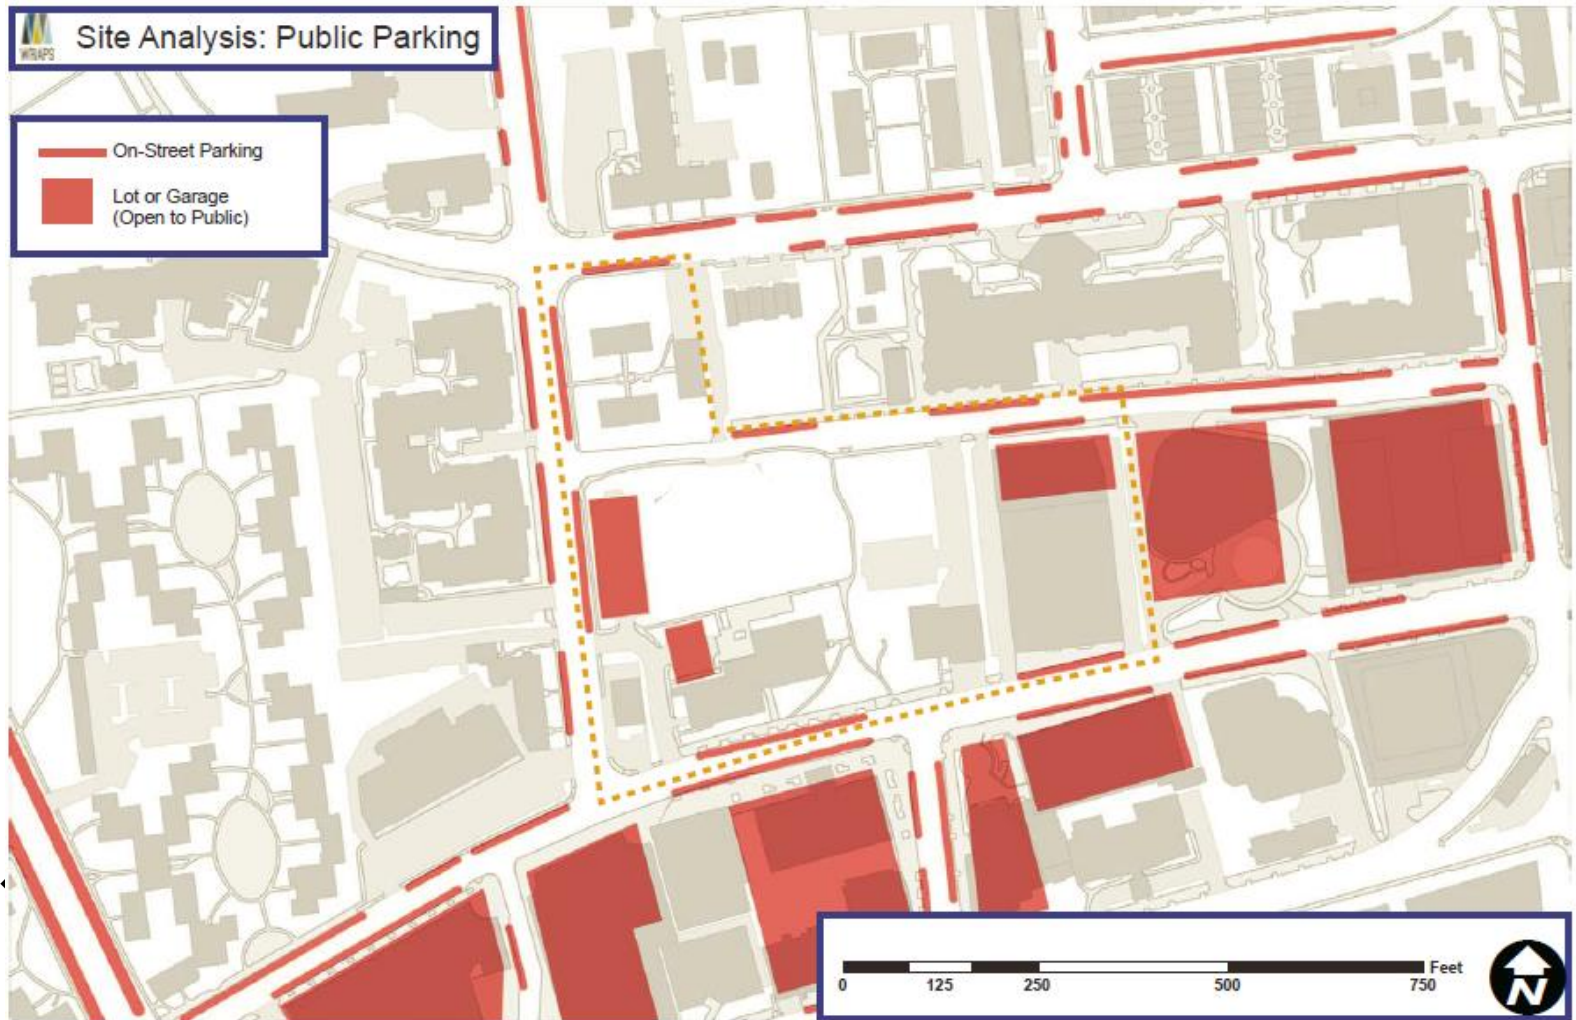 WRAPS
Site Analysis: Public Parking
On-Street Parking
Lot or Garage
(Open to Public)
Feet
0 125 250 500 750
N